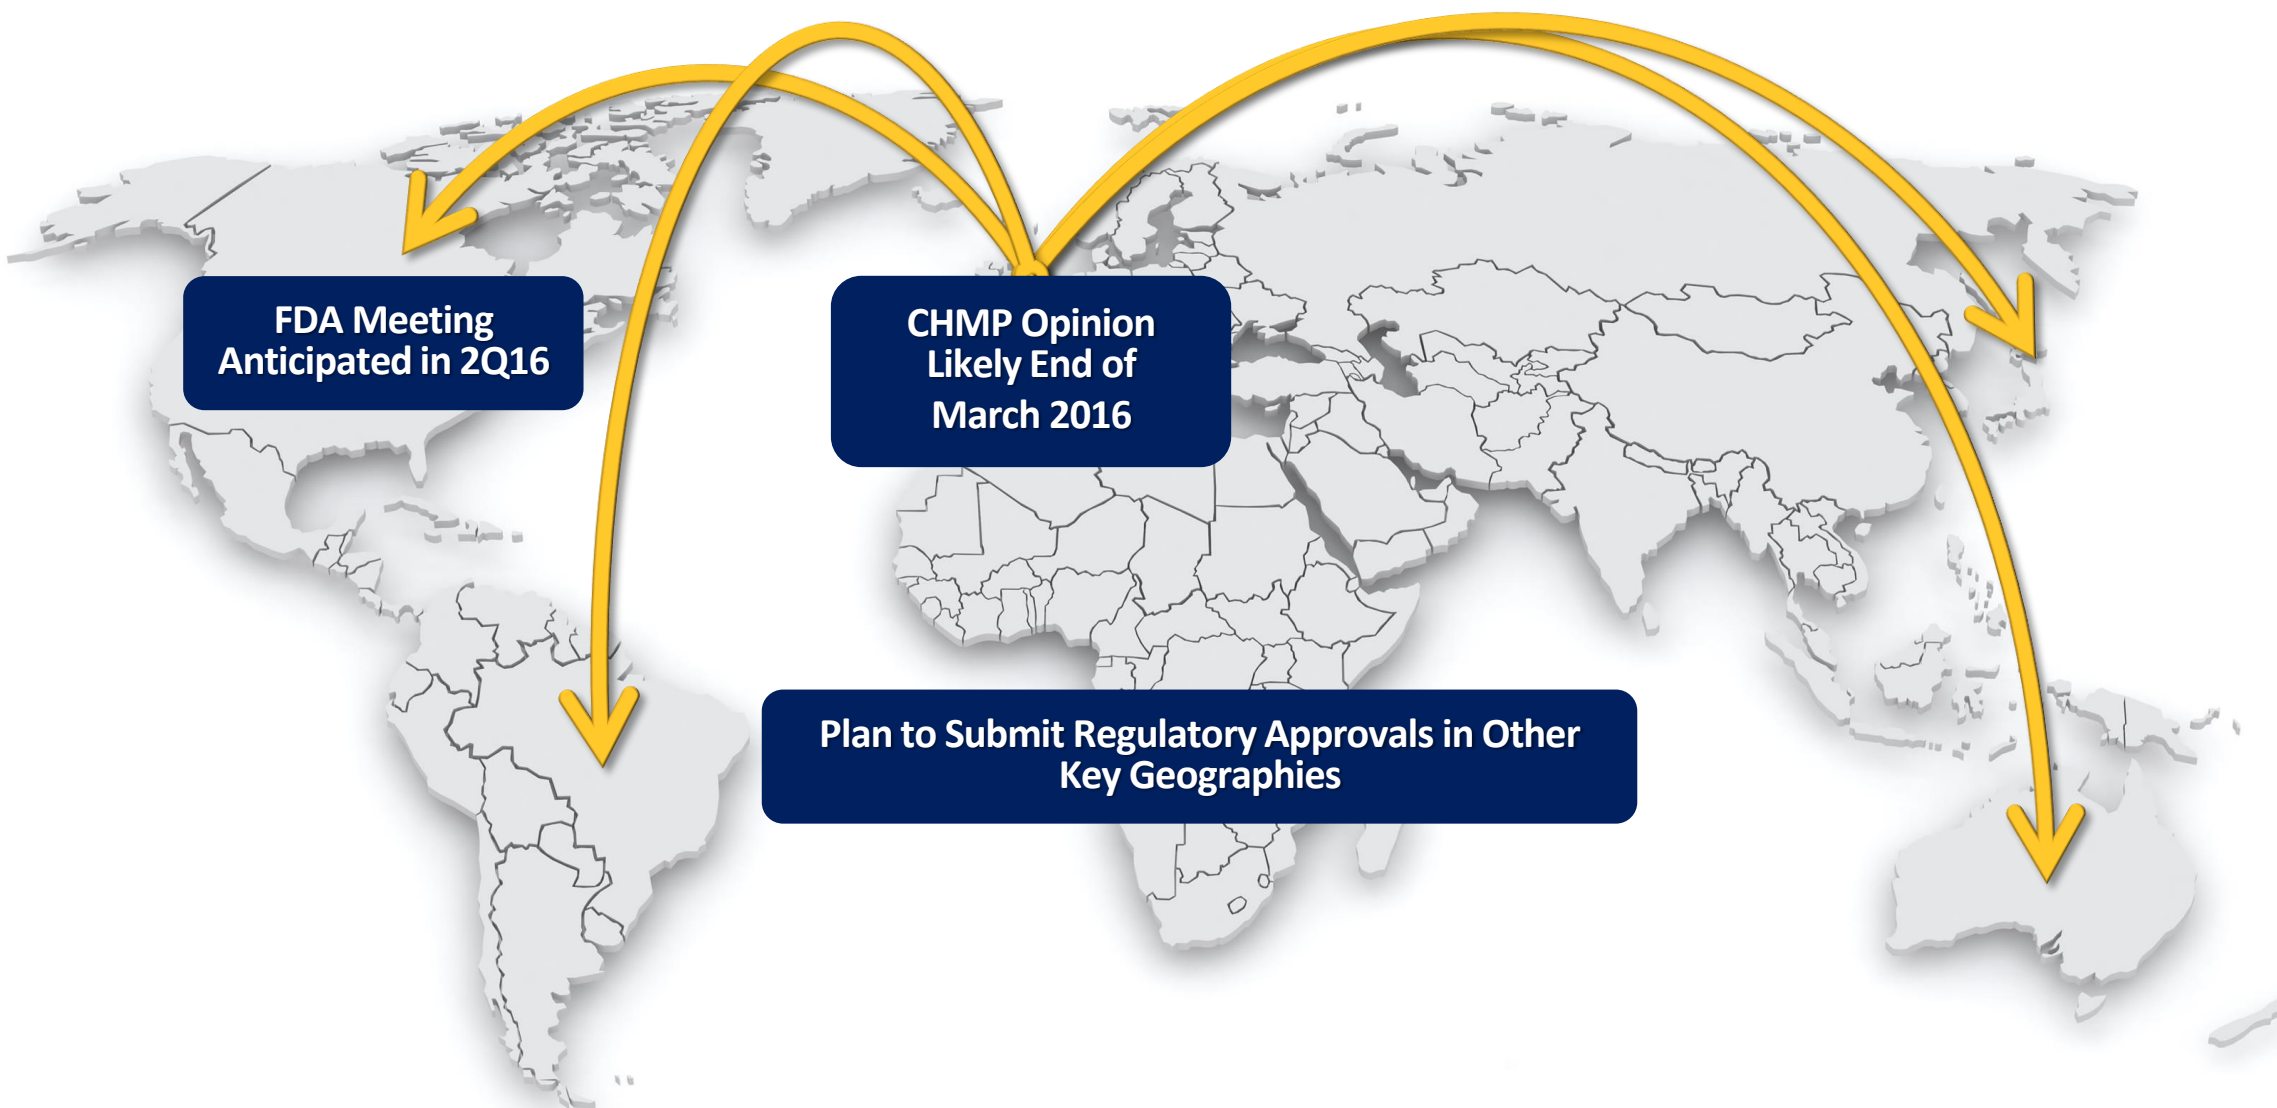 FDA Meeting
Anticipated in 2Q16
CHMP Opinion
Likely End of
March 2016
Plan to Submit Regulatory Approvals in Other
Key Geographies